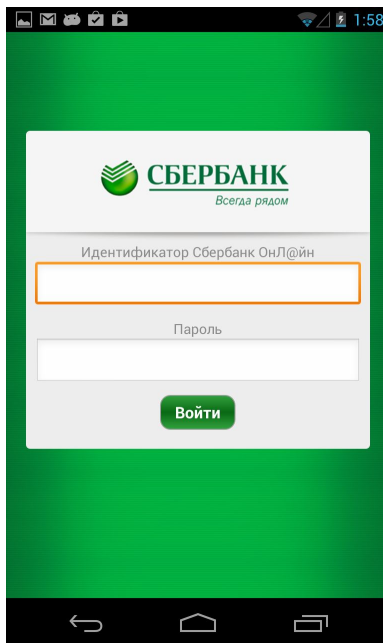 1:58
СБЕРБАНК
Всегда рядом
Идентификатор Сбербанк ОнЛ@йн
Пароль
Войти